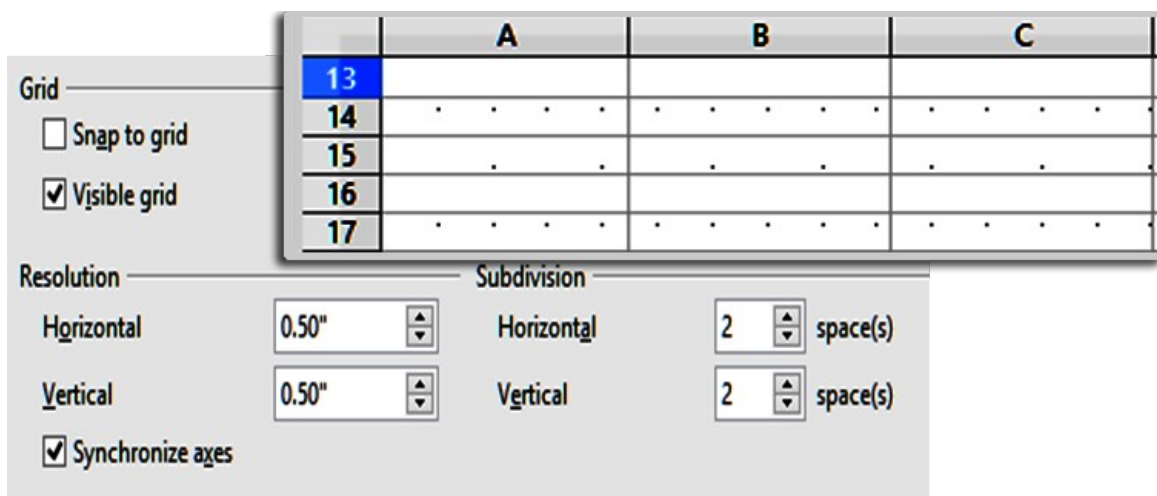 A B C
13
14
15
16
17
Grid
Snap to grid
Visible grid
Resolution Subdivision
Horizontal 0.50" Horizontal 2 space(s)
Vertical 0.50" Vertical 2 space(s)
Synchronize axes